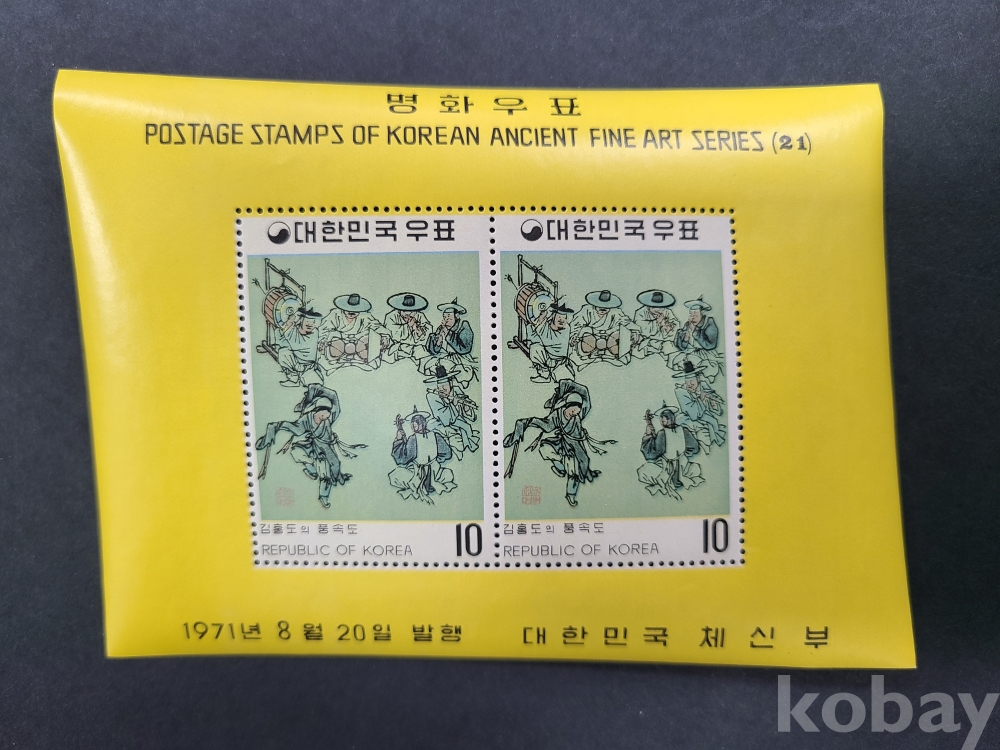 명화우표
POSTAGE STAMPS OF KOREAN ANCIENT FINE ART SERIES (21)
대한민국우표
김홍도의 풍속도
REPUBLIC OF KOREA 10
대한민국우표
김홍도의 풍속도
REPUBLIC OF KOREA 10
1971년 8월 20일 발행 대한민국 체신부
kobay